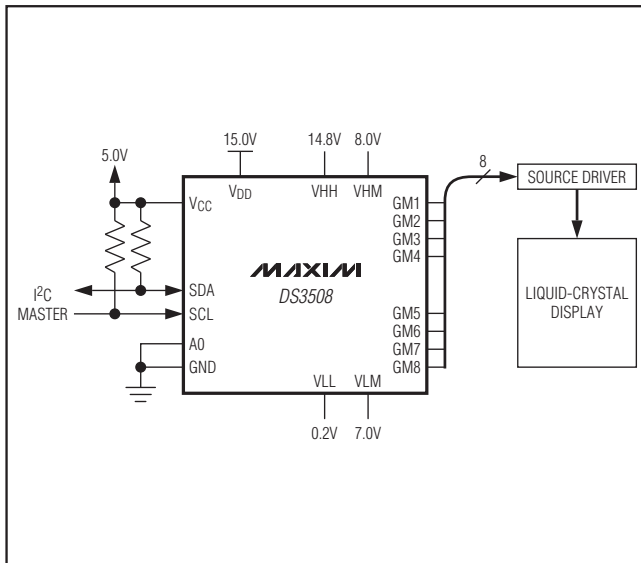 15.0V 14.8V 8.0V
5.0V
8
VDD VHH VHM
VCC
GM1
GM2
GM3
GM4
SOURCE DRIVER
MAXIM
DS3508
SDA
SCL
I²C
MASTER
LIQUID-CRYSTAL
DISPLAY
GM5
GM6
GM7
GM8
A0
GND
VLL VLM
0.2V 7.0V